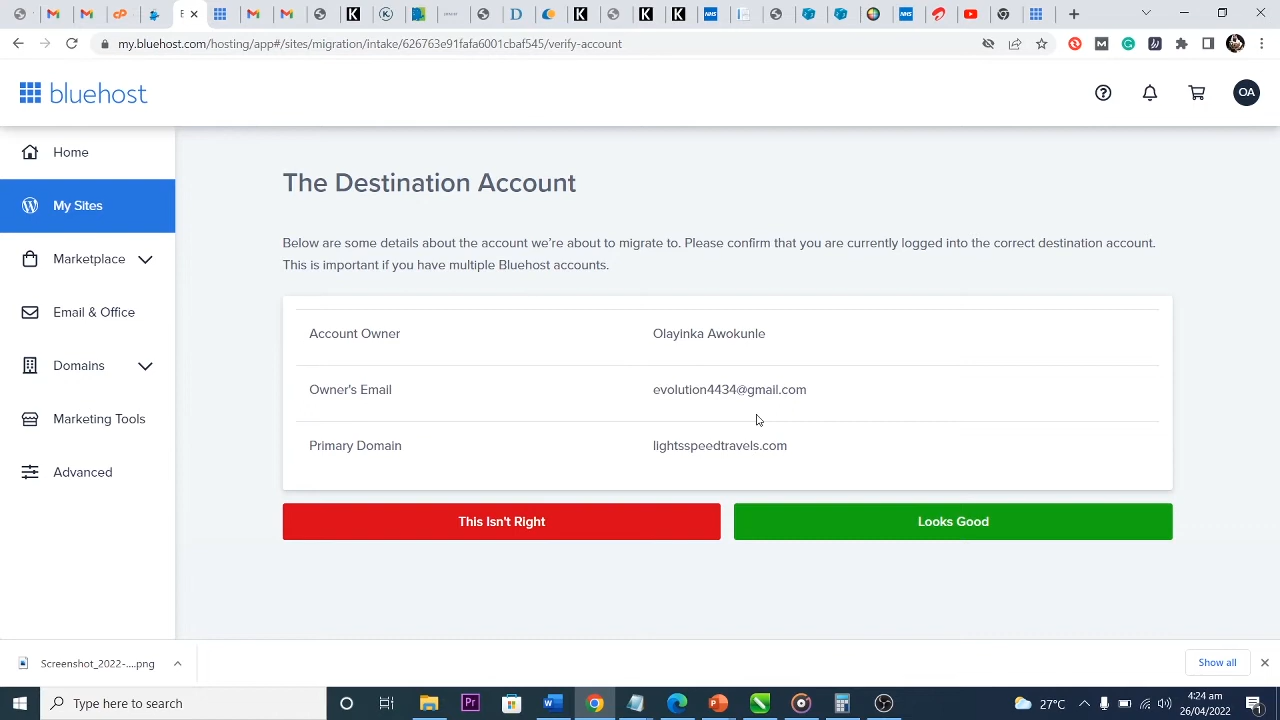 my.bluehost.com/hosting/app#/sites/migration/intake/626763e91fafa6001cbaf545/verify-account
bluehost
OA
Home
My Sites
Marketplace
Email & Office
Domains
Marketing Tools
Advanced
The Destination Account
Below are some details about the account we're about to migrate to. Please confirm that you are currently logged into the correct destination account.
This is important if you have multiple Bluehost accounts.
Account Owner Olayinka Awokunle
Owner's Email evolution4434@gmail.com
Primary Domain lightsspeedtravels.com
This Isn't Right Looks Good
Screenshot_2022-....png
Show all
Type here to search
27°C
4:24 am
26/04/2022